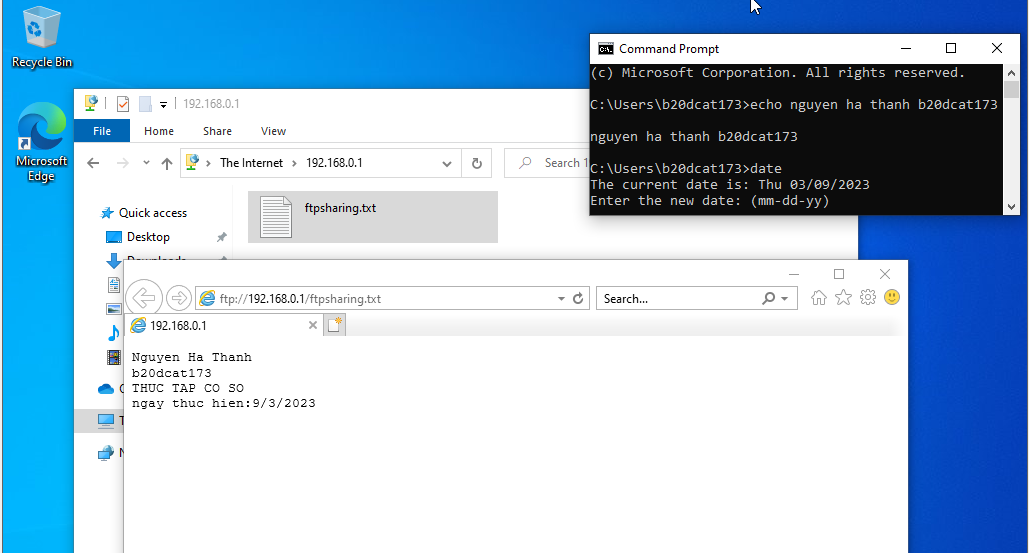 Recycle Bin
Microsoft
Edge
192.168.0.1
File Home Share View
The Internet 192.168.0.1
Search 1
Quick access
Desktop
Downloads
ftpsharing.txt
Command Prompt
(c) Microsoft Corporation. All rights reserved.
C:\Users\b20dcat173>echo nguyen ha thanh b20dcat173
nguyen ha thanh b20dcat173
C:\Users\b20dcat173>date
The current date is: Thu 03/09/2023
Enter the new date: (mm-dd-yy)
ftp://192.168.0.1/ftpsharing.txt
Search...
192.168.0.1
Nguyen Ha Thanh
b20dcat173
THUC TAP CO SO
ngay thuc hien:9/3/2023